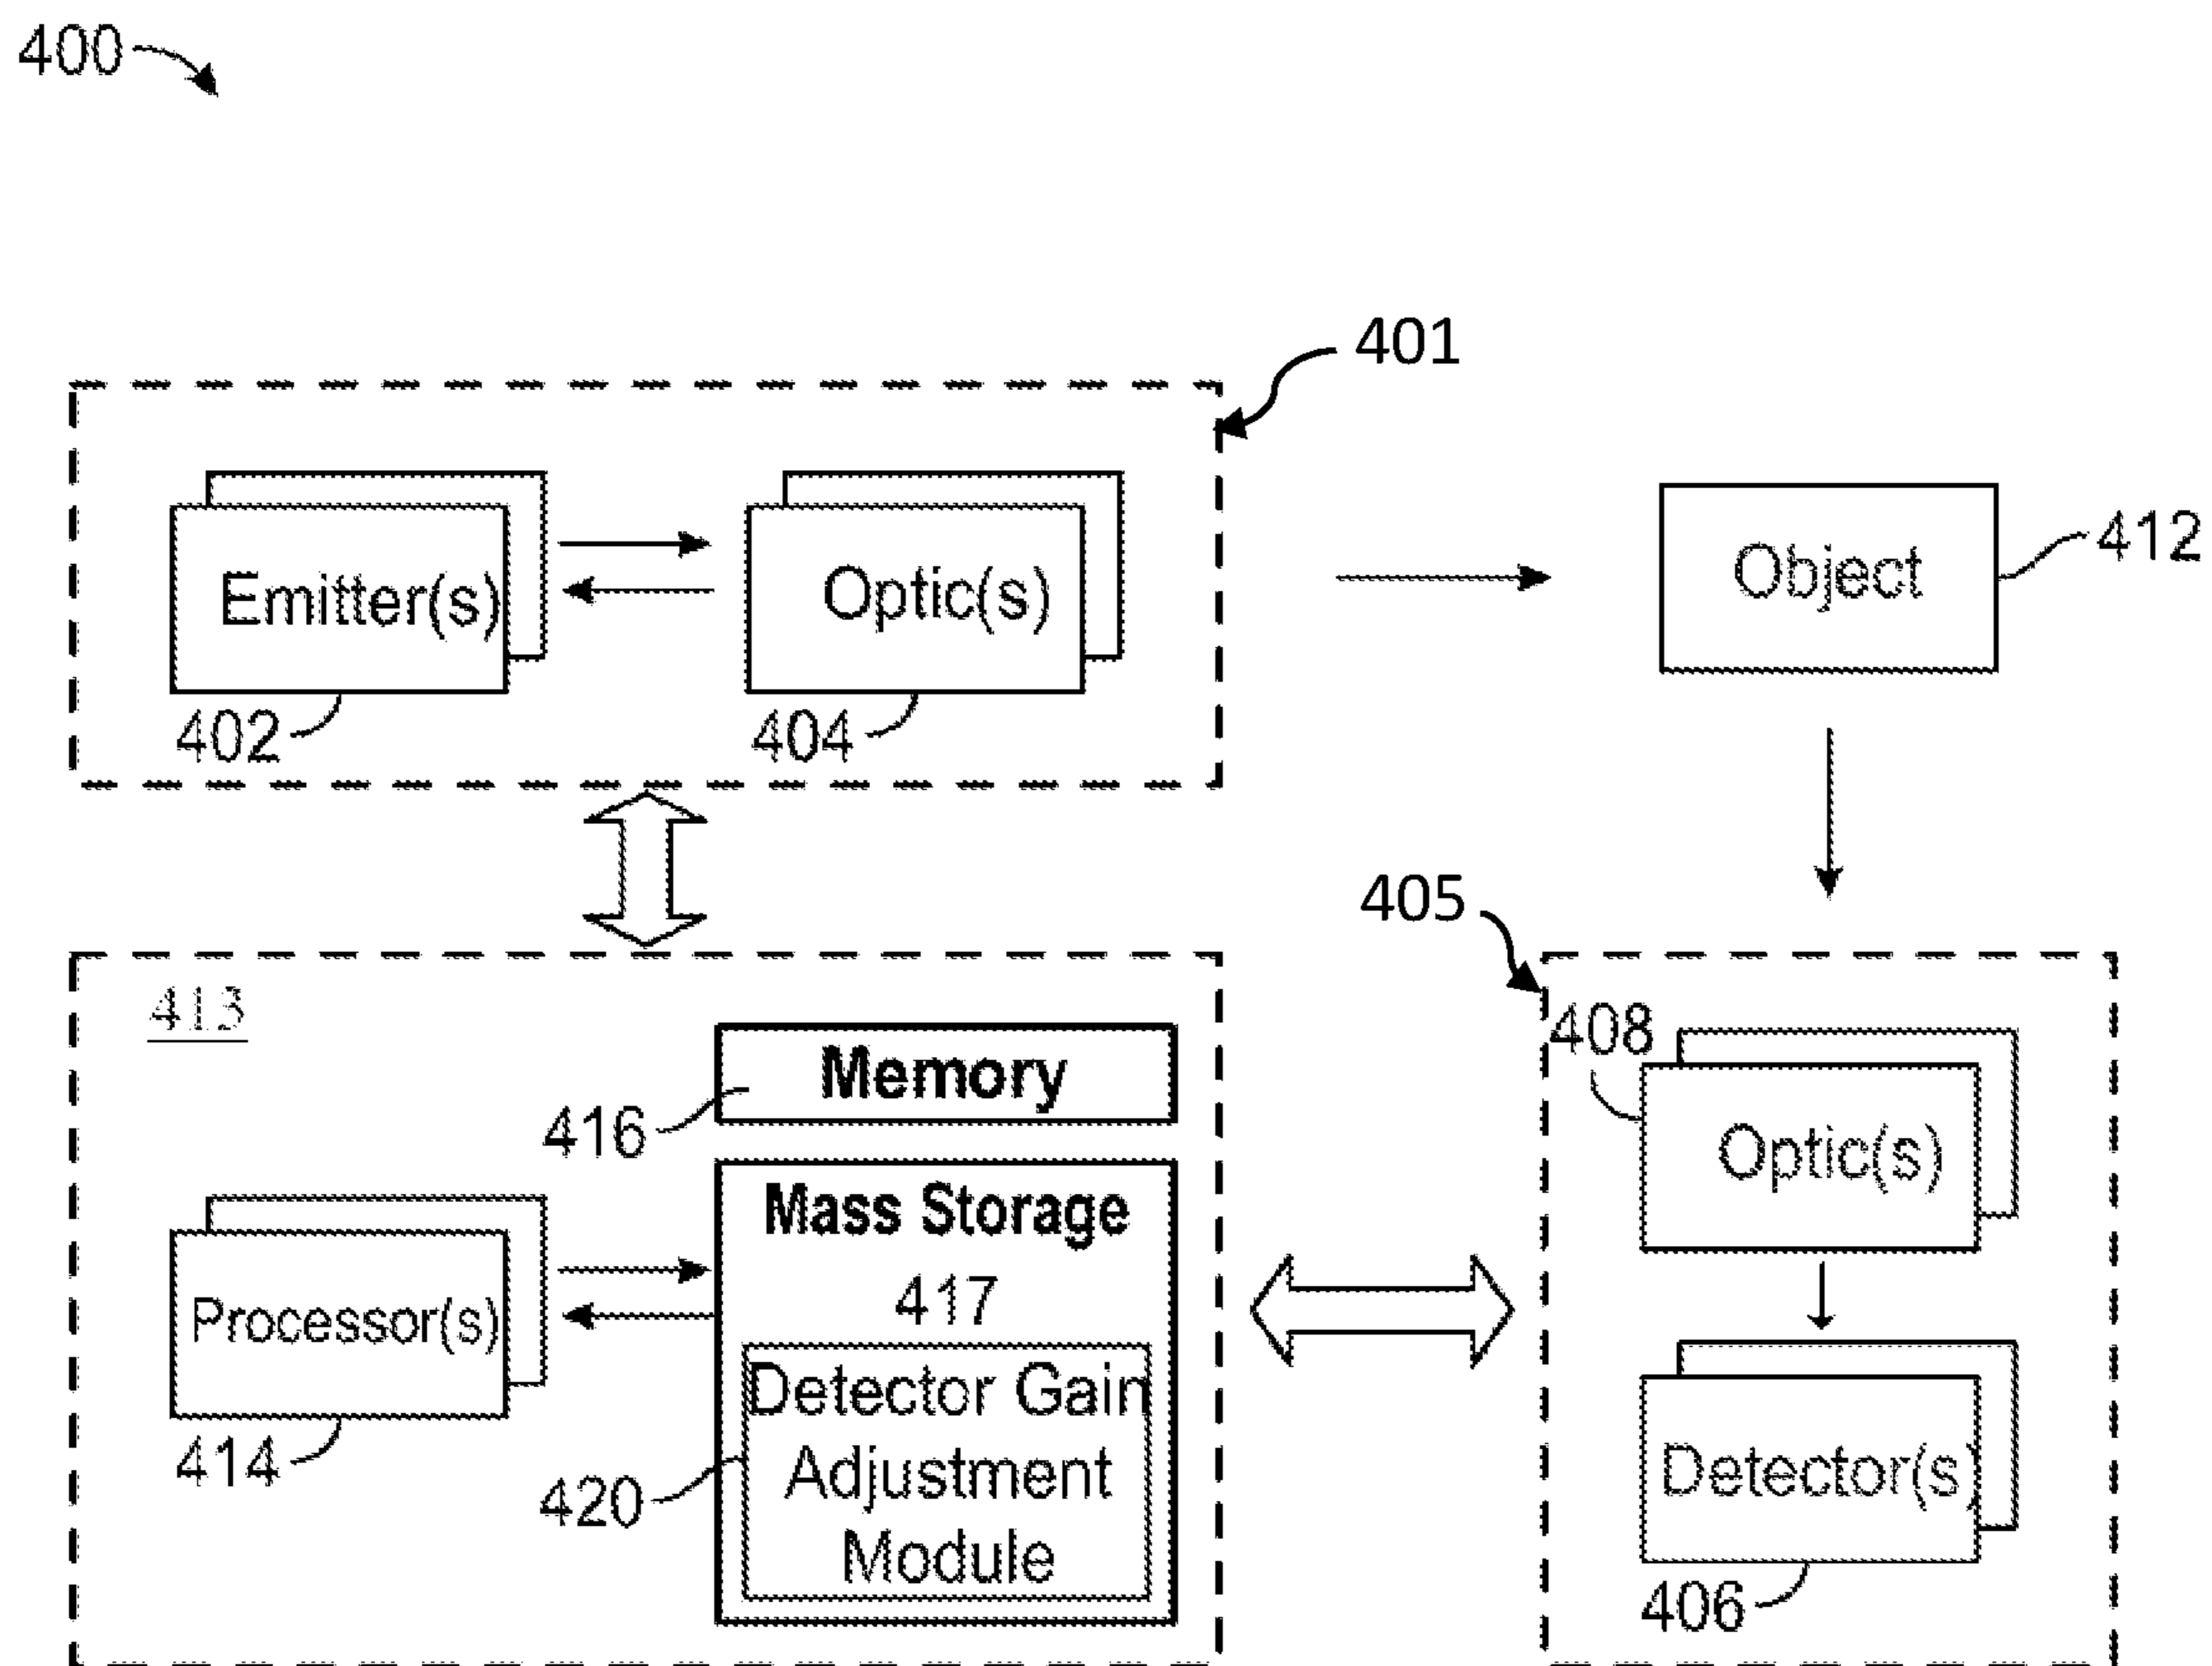 400
401
Emitter(s)
Optic(s)
Object
412
402
404
405
413
Memory
416
408
Optic(s)
Mass Storage
417
Processor(s)
414
Detector Gain
Adjustment
Module
420
Detector(s)
406